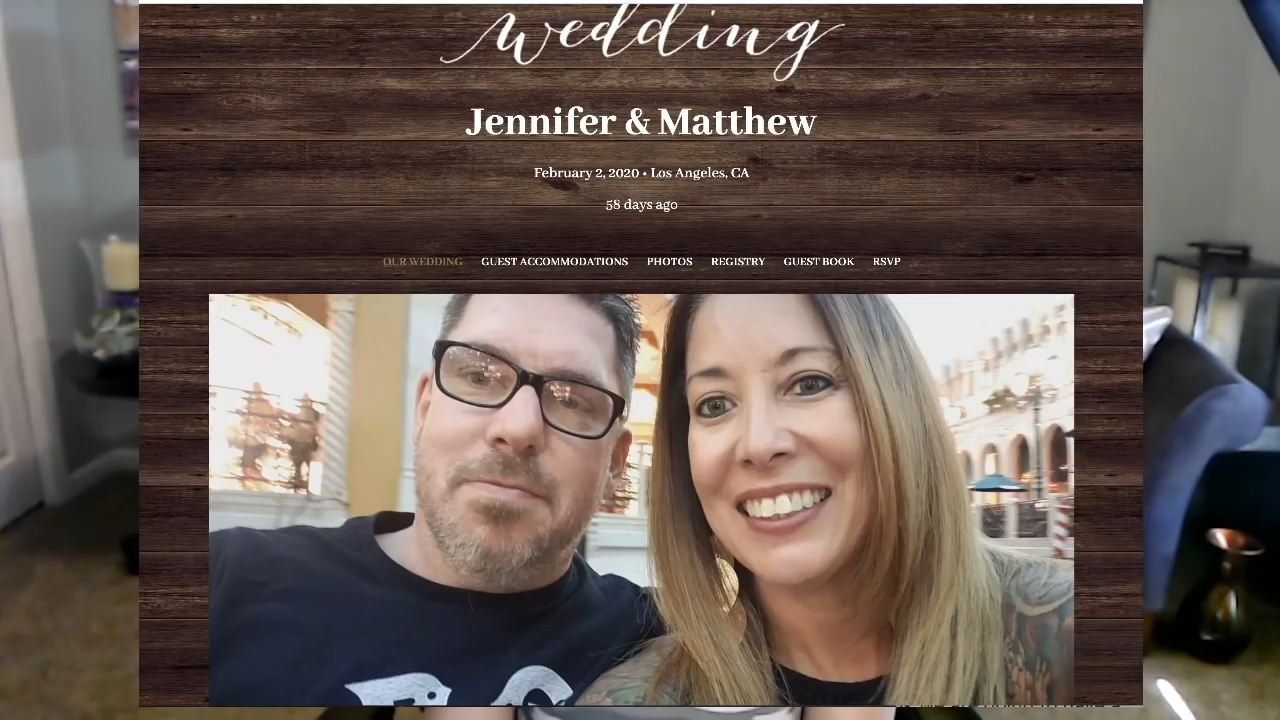 wedding
Jennifer & Matthew
February 2, 2020 • Los Angeles, CA
58 days ago
OUR WEDDING GUEST ACCOMMODATIONS PHOTOS REGISTRY GUEST BOOK RSVP